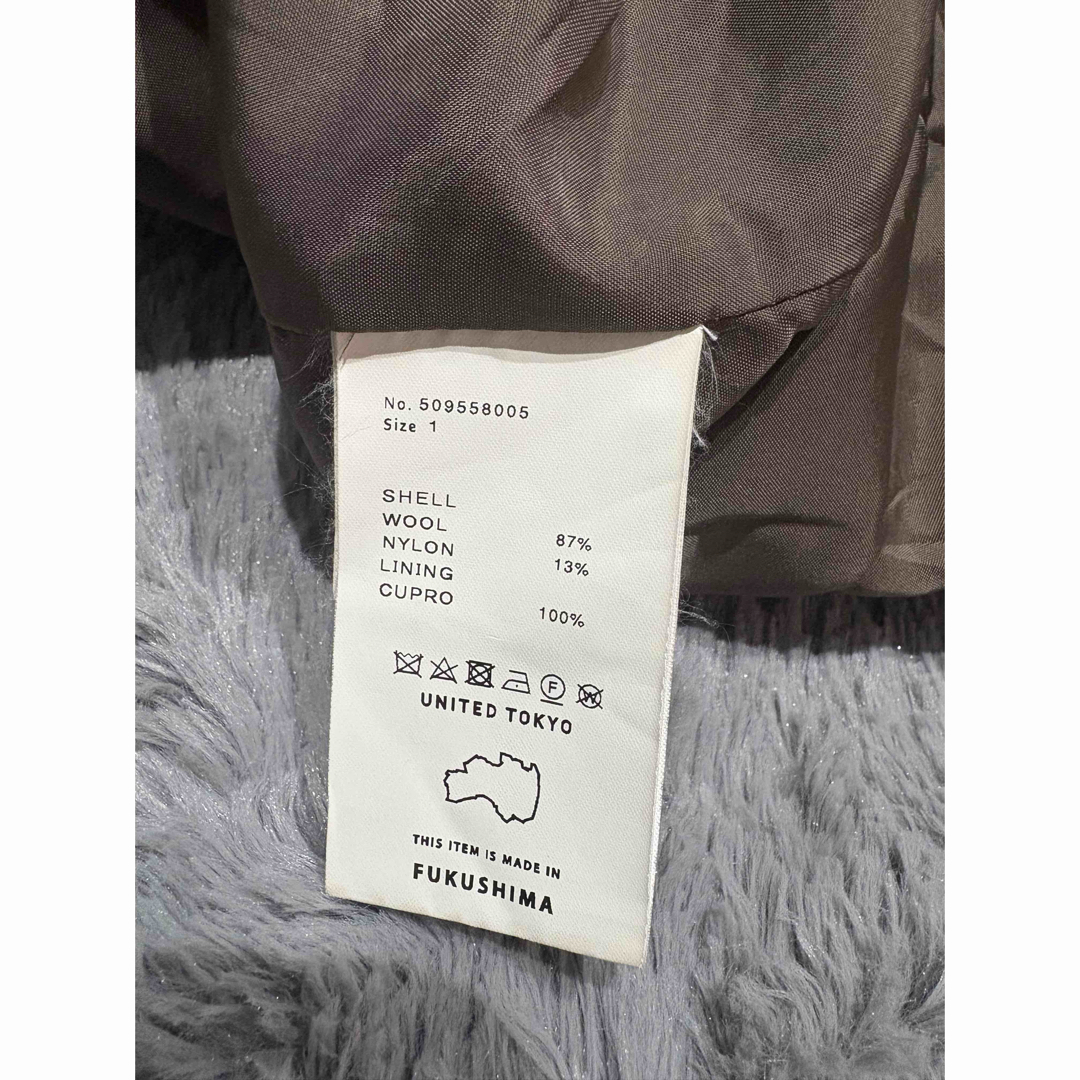 No. 509558005
Size 1
SHELL
WOOL 87%
NYLON 13%
LINING
CUPRO 100%
F W
UNITED TOKYO
THIS ITEM IS MADE IN
FUKUSHIMA